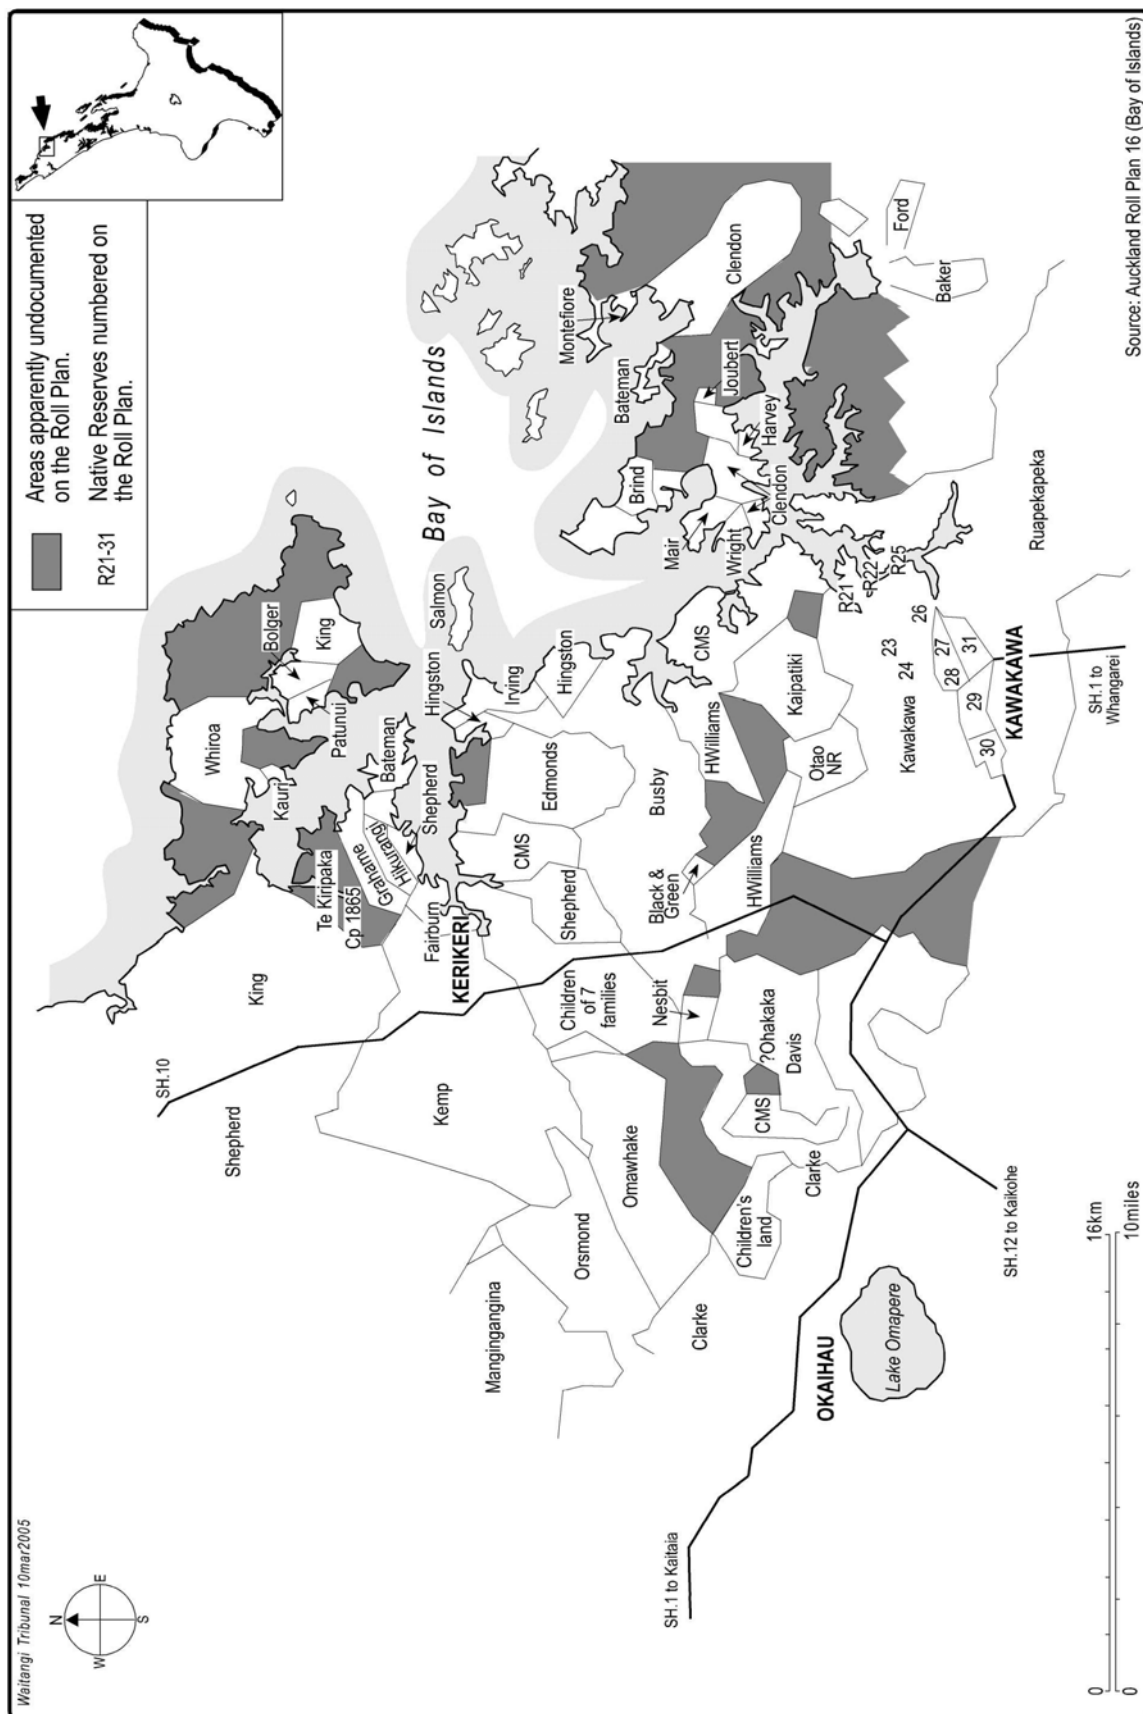 Waitangi Tribunal 10mar2005
N
W
E
S
Areas apparently undocumented
on the Roll Plan.
R21-31
Native Reserves numbered on
the Roll Plan.
SH.10
Shepherd
King
Te Kiripaka
Cp 1865
Kauri
Whiroa
Patunui
Bolger
King
Grahame
Hikurangi
Bateman
Shepherd
Fairburn
KERIKERI
Kemp
Mangingangina
Orsmond
Omawhake
Children
of 7
families
Shepherd
CMS
Edmonds
Hingston
Salmon
Irving
Hingston
Bay of Islands
Clarke
Children's
land
Clarke
CMS
?Ohakaka
Davis
Nesbit
Black &
Green
Busby
HWilliams
HWilliams
CMS
Kaipatiki
Otao
NR
Brind
Bateman
Montefiore
Mair
Wright
Clendon
Harvey
Joubert
Clendon
Ford
Baker
R21
R22
R25
23
24
26
27
28
29
30
31
Kawakawa
KAWAKAWA
Ruapekapeka
SH.1 to
Whangarei
OKAIHAU
Lake Omapere
SH.1 to Kaitaia
SH.12 to Kaikohe
0
16km
0
10miles
Source: Auckland Roll Plan 16 (Bay of Islands)